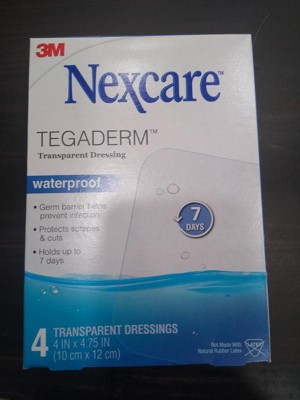 3M
Nexcare™
TEGADERM™
Transparent Dressing
waterproof
• Germ barrier helps
prevent infection
• Protects scrapes
& cuts
• Holds up to
7 days
7
DAYS
4 TRANSPARENT DRESSINGS
4 IN x 4.75 IN
(10 cm x 12 cm)
Not Made With
Natural Rubber Latex
LATEX